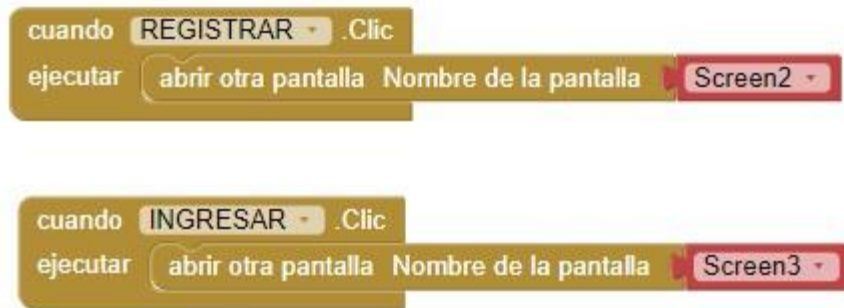 cuando REGISTRAR .Clic
ejecutar abrir otra pantalla Nombre de la pantalla Screen2
cuando INGRESAR .Clic
ejecutar abrir otra pantalla Nombre de la pantalla Screen3